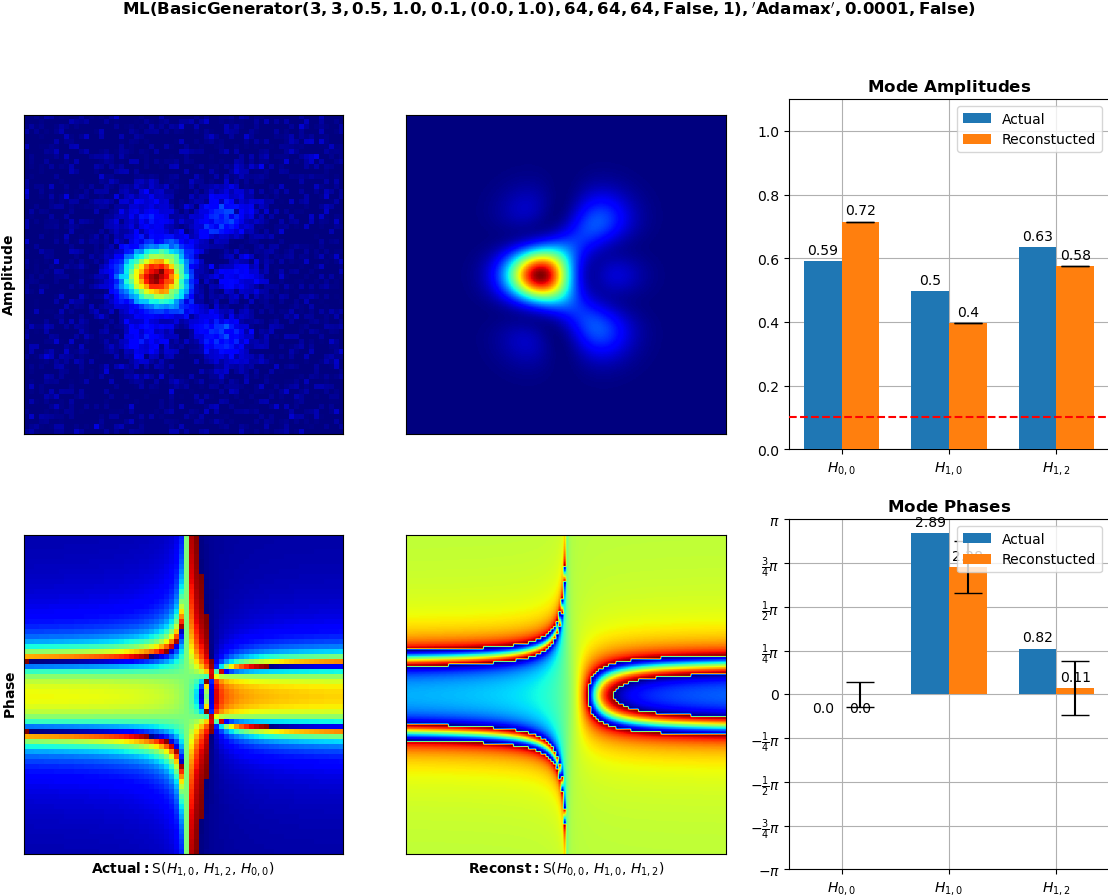 ML(BasicGenerator(3, 3, 0.5, 1.0, 0.1, (0.0, 1.0), 64, 64, 64, False, 1), ′Adamax′, 0.0001, False)
Amplitude
Mode Amplitudes
Actual
Reconstucted
1.0
0.8
0.6
0.4
0.2
0.0
0.59
0.72
0.5
0.4
0.63
0.58
H0,0
H1,0
H1,2
Phase
Actual: S(H1,0, H1,2, H0,0)
Reconst: S(H0,0, H1,0, H1,2)
Mode Phases
Actual
Reconstucted
π
3/4π
1/2π
1/4π
0
−1/4π
−1/2π
−3/4π
−π
0.0
0.0
2.89
0.82
0.11
H0,0
H1,0
H1,2